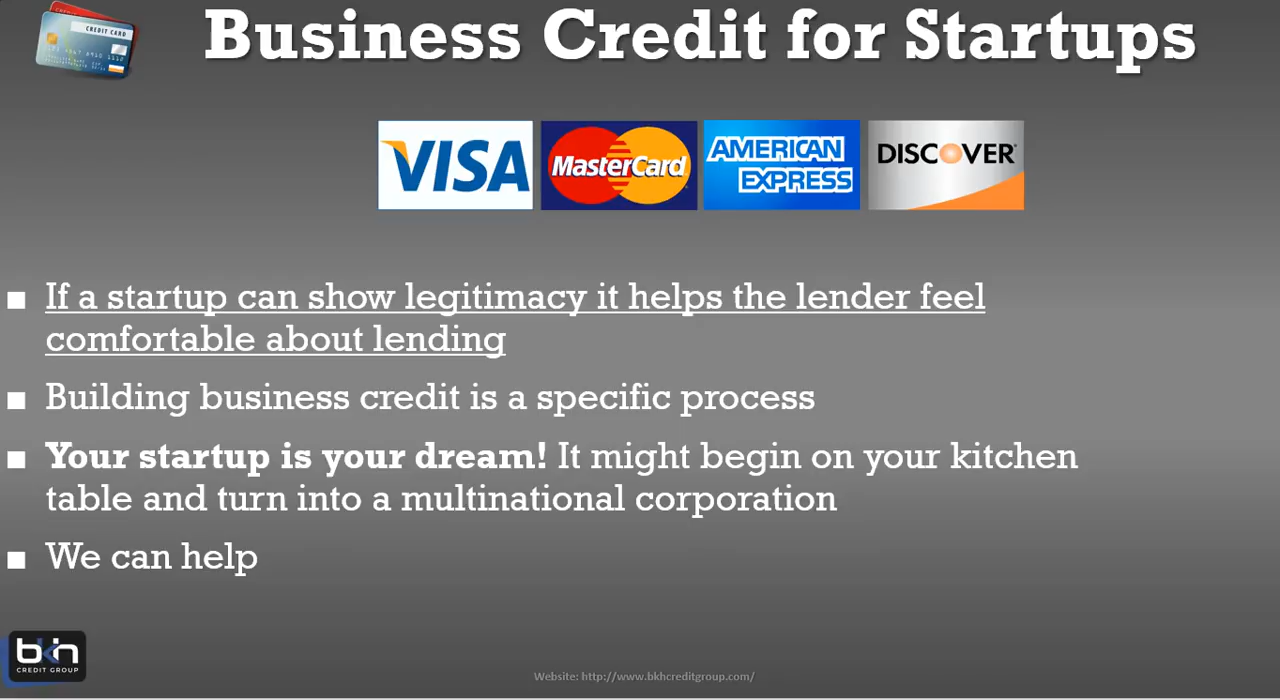 CREDIT CARD
Business Credit for Startups
VISA
MasterCard
AMERICAN
EXPRESS
DISCOVER
If a startup can show legitimacy it helps the lender feel
comfortable about lending
Building business credit is a specific process
Your startup is your dream! It might begin on your kitchen
table and turn into a multinational corporation
We can help
bkh
CREDIT GROUP
Website: http://www.bkhcreditgroup.com/